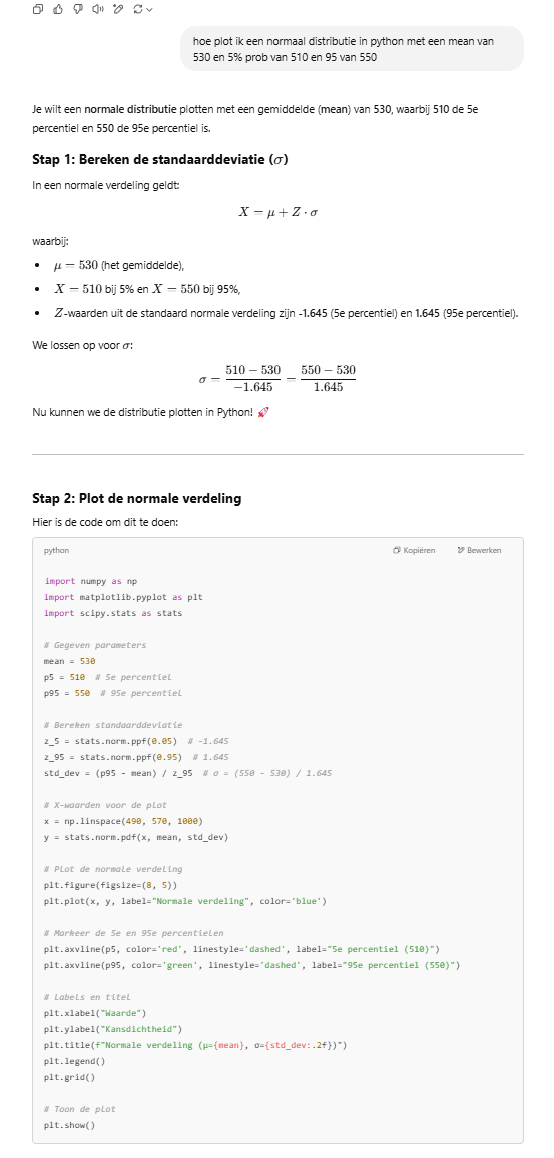 hoe plot ik een normaal distributie in python met een mean van
530 en 5% prob van 510 en 95 van 550
Je wilt een normale distributie plotten met een gemiddelde (mean) van 530, waarbij 510 de 5e
percentiel en 550 de 95e percentiel is.
Stap 1: Bereken de standaarddeviatie (σ)
In een normale verdeling geldt:
X = μ + Z · σ
waarbij:
• μ = 530 (het gemiddelde),
• X = 510 bij 5% en X = 550 bij 95%,
• Z-waarden uit de standaard normale verdeling zijn -1.645 (5e percentiel) en 1.645 (95e percentiel).
We lossen op voor σ:
σ = (510 − 530)/(−1.645) = (550 − 530)/1.645
Nu kunnen we de distributie plotten in Python! 🚀
Stap 2: Plot de normale verdeling
Hier is de code om dit te doen:
python Kopiëren Bewerken
import numpy as np
import matplotlib.pyplot as plt
import scipy.stats as stats
# Gegeven parameters
mean = 530
p5 = 510  # 5e percentiel
p95 = 550  # 95e percentiel
# Bereken standaarddeviatie
z_5 = stats.norm.ppf(0.05)  # -1.645
z_95 = stats.norm.ppf(0.95)  # 1.645
std_dev = (p95 - mean) / z_95  # σ = (550 - 530) / 1.645
# X-waarden voor de plot
x = np.linspace(490, 570, 1000)
y = stats.norm.pdf(x, mean, std_dev)
# Plot de normale verdeling
plt.figure(figsize=(8, 5))
plt.plot(x, y, label="Normale verdeling", color='blue')
# Markeer de 5e en 95e percentielen
plt.axvline(p5, color='red', linestyle='dashed', label="5e percentiel (510)")
plt.axvline(p95, color='green', linestyle='dashed', label="95e percentiel (550)")
# Labels en titel
plt.xlabel("Waarde")
plt.ylabel("Kansdichtheid")
plt.title(f"Normale verdeling (μ={mean}, σ={std_dev:.2f})")
plt.legend()
plt.grid()
# Toon de plot
plt.show()